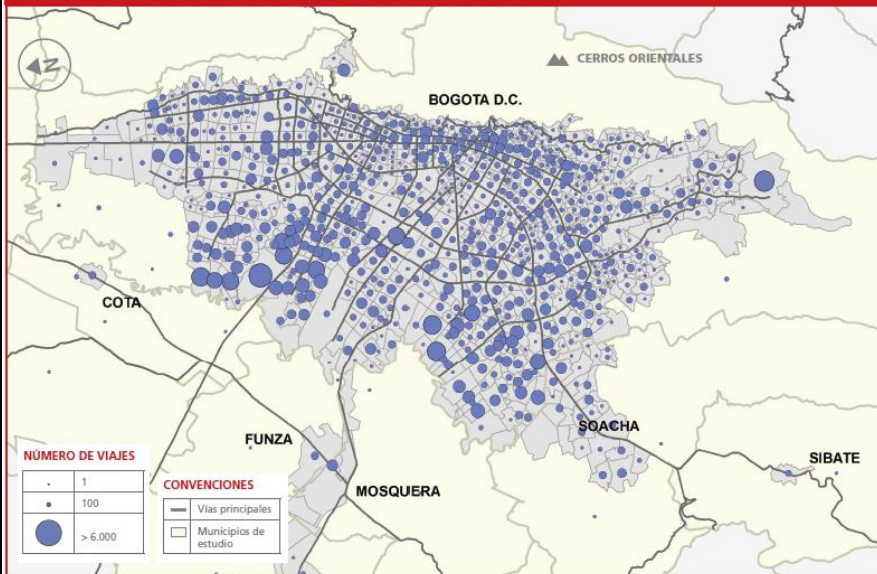 N
CERROS ORIENTALES
BOGOTA D.C.
COTA
FUNZA
SOACHA
SIBATE
MOSQUERA
NÚMERO DE VIAJES
1
100
> 6.000
CONVENCIONES
Vías principales
Municipios de
estudio